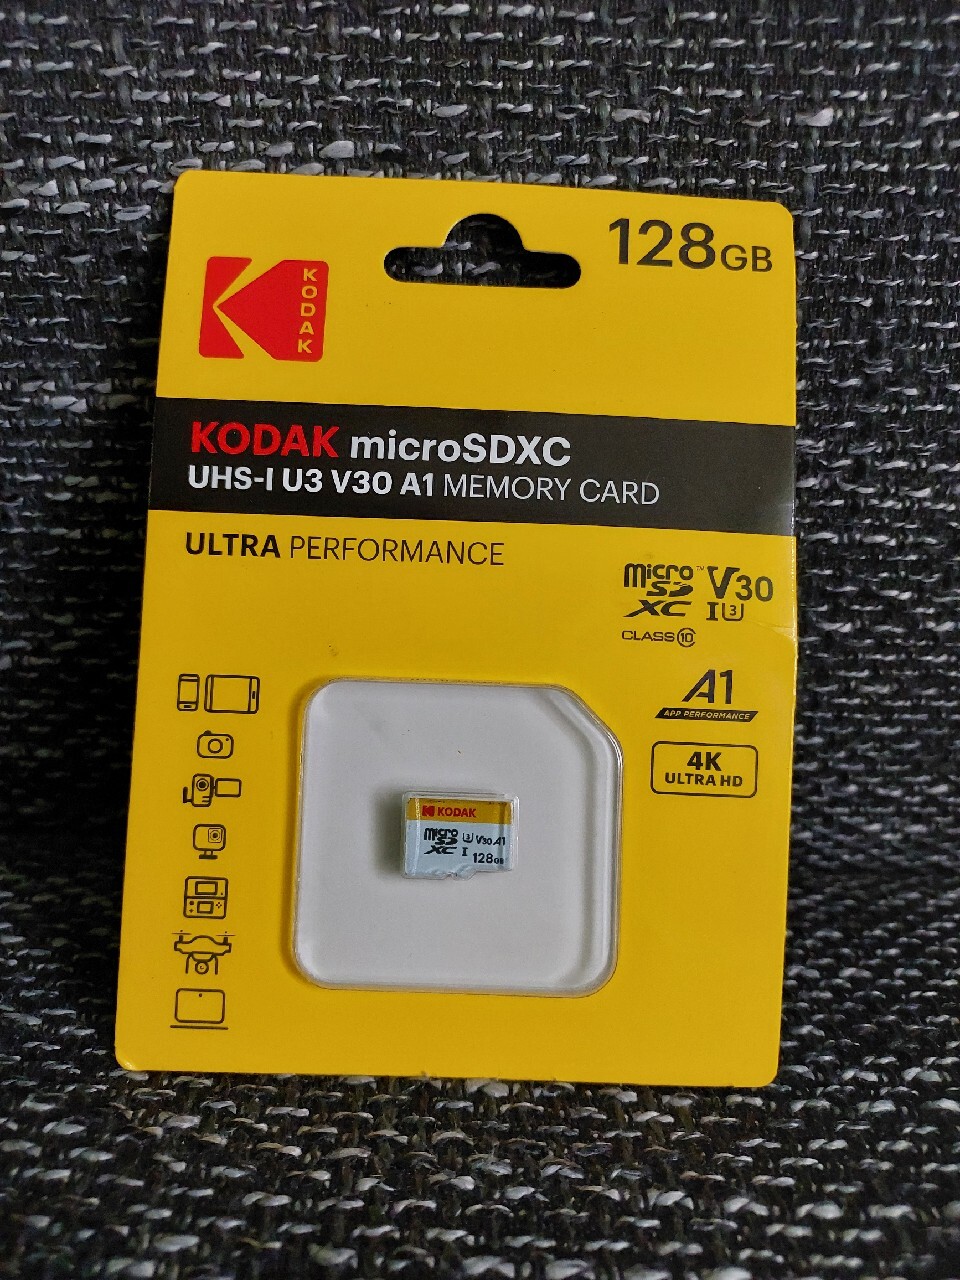 128GB
KODAK
KODAK microSDXC
UHS-I U3 V30 A1 MEMORY CARD
ULTRA PERFORMANCE
micro SD XC™ V30
I U3
CLASS 10
A1
APP PERFORMANCE
4K
ULTRA HD
KODAK
micro SD XC I U3 V30 A1
128GB